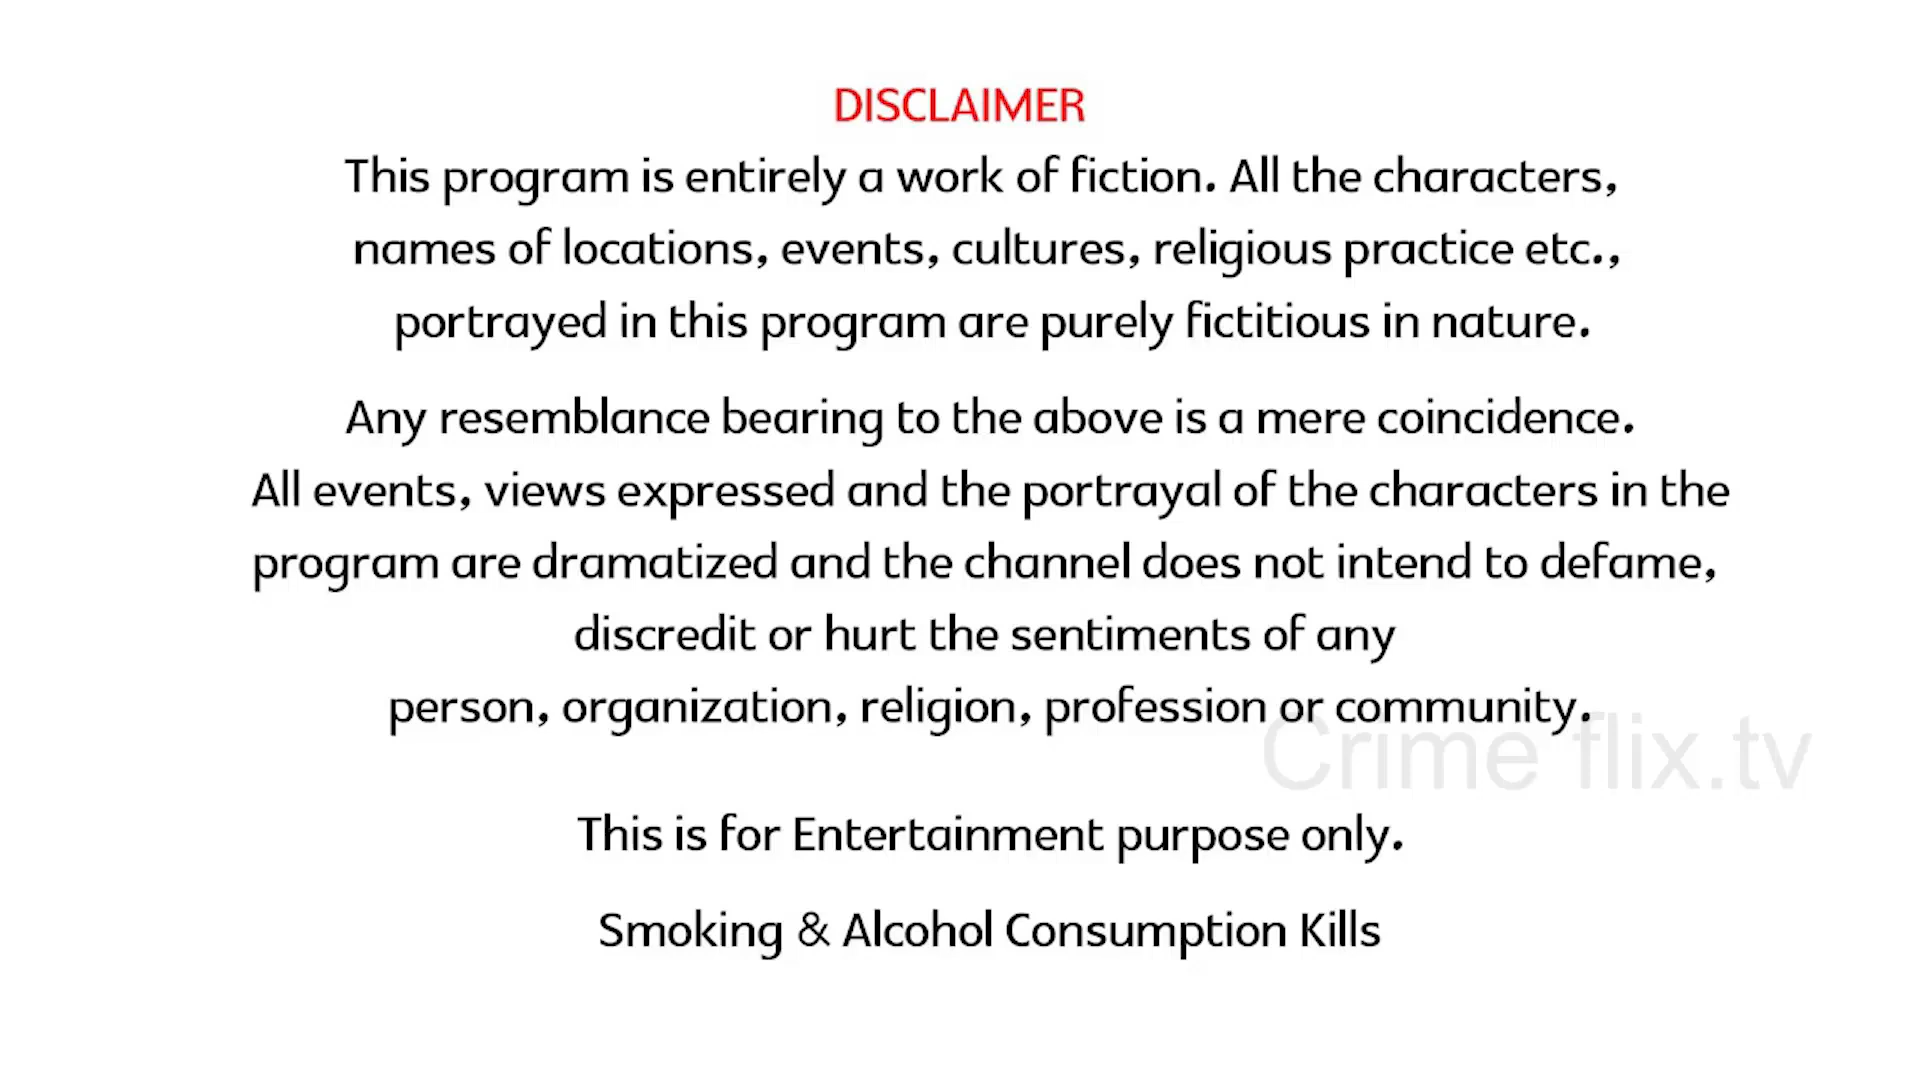 DISCLAIMER
This program is entirely a work of fiction. All the characters,
names of locations, events, cultures, religious practice etc.,
portrayed in this program are purely fictitious in nature.
Any resemblance bearing to the above is a mere coincidence.
All events, views expressed and the portrayal of the characters in the
program are dramatized and the channel does not intend to defame,
discredit or hurt the sentiments of any
person, organization, religion, profession or community.
Crime flix.tv
This is for Entertainment purpose only.
Smoking & Alcohol Consumption Kills